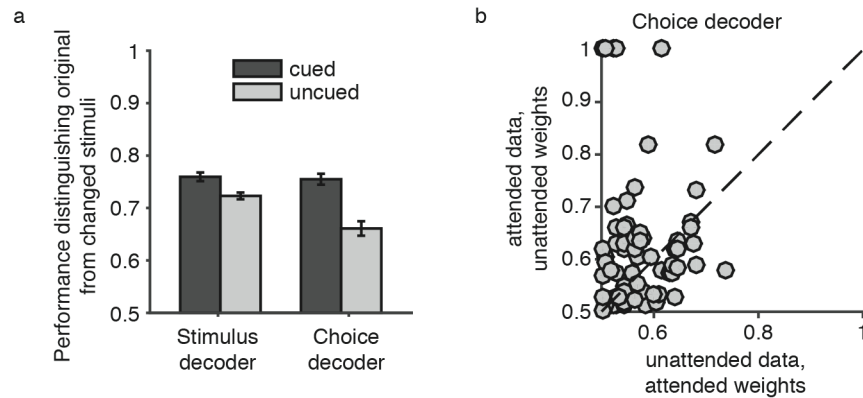 a
Performance distinguishing original
from changed stimuli
1
0.9
0.8
0.7
0.6
0.5
cued
uncued
Stimulus
decoder
Choice
decoder
b
Choice decoder
attended data,
unattended weights
1
0.9
0.8
0.7
0.6
0.5
0.6
0.8
1
unattended data,
attended weights